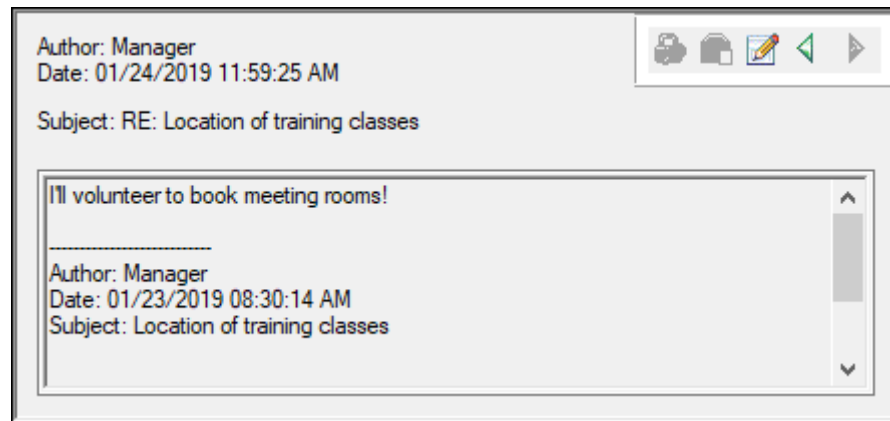 Author: Manager
Date: 01/24/2019 11:59:25 AM
Subject: RE: Location of training classes
I'll volunteer to book meeting rooms!
---------------------------
Author: Manager
Date: 01/23/2019 08:30:14 AM
Subject: Location of training classes